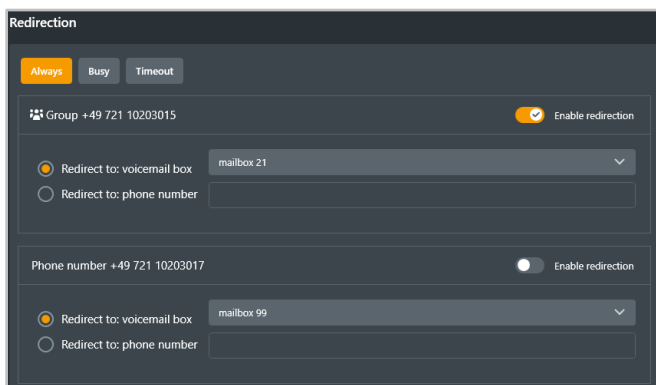 Redirection
Always Busy Timeout
Group +49 721 10203015 Enable redirection
Redirect to: voicemail box mailbox 21
Redirect to: phone number
Phone number +49 721 10203017 Enable redirection
Redirect to: voicemail box mailbox 99
Redirect to: phone number